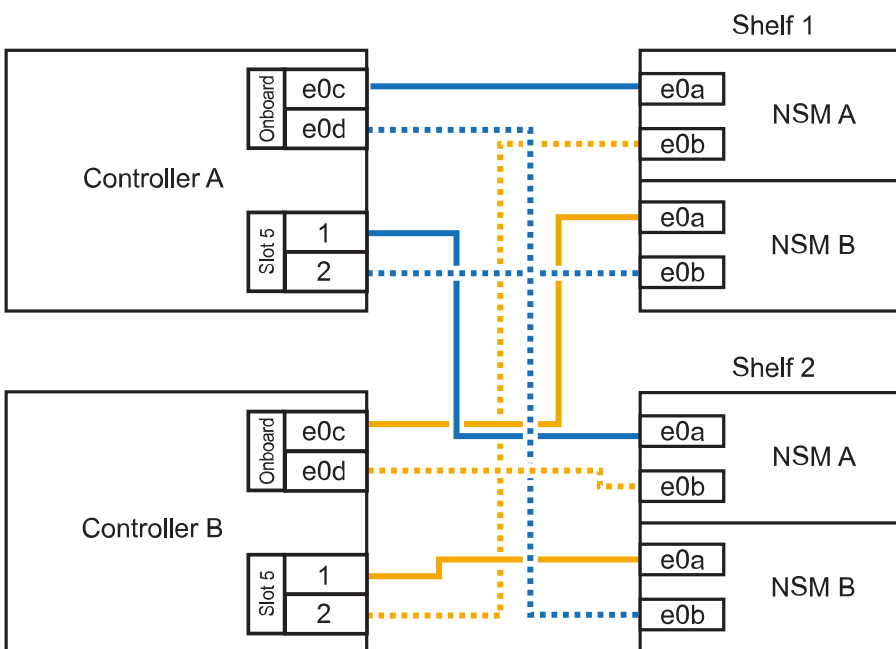 Shelf 1
Controller A
Onboard
e0c
e0d
Slot 5
1
2
e0a
e0b
NSM A
e0a
e0b
NSM B
Shelf 2
Controller B
Onboard
e0c
e0d
Slot 5
1
2
e0a
e0b
NSM A
e0a
e0b
NSM B